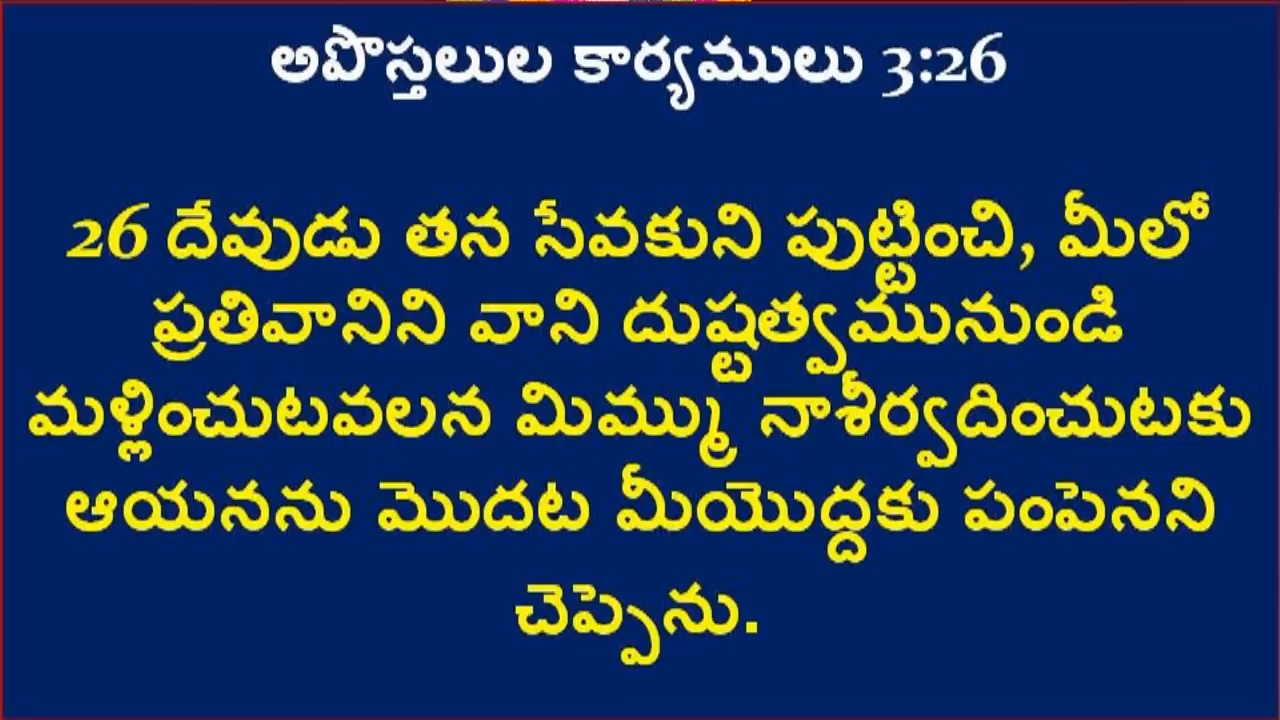 అపొస్తలుల కార్యములు 3:26
26 దేవుడు తన సేవకుని పుట్టించి, మీలో
ప్రతివానిని వాని దుష్టత్వమునుండి
మళ్లించుటవలన మిమ్ము నాశీర్వదించుటకు
ఆయనను మొదట మీయొద్దకు పంపెనని
చెప్పెను.